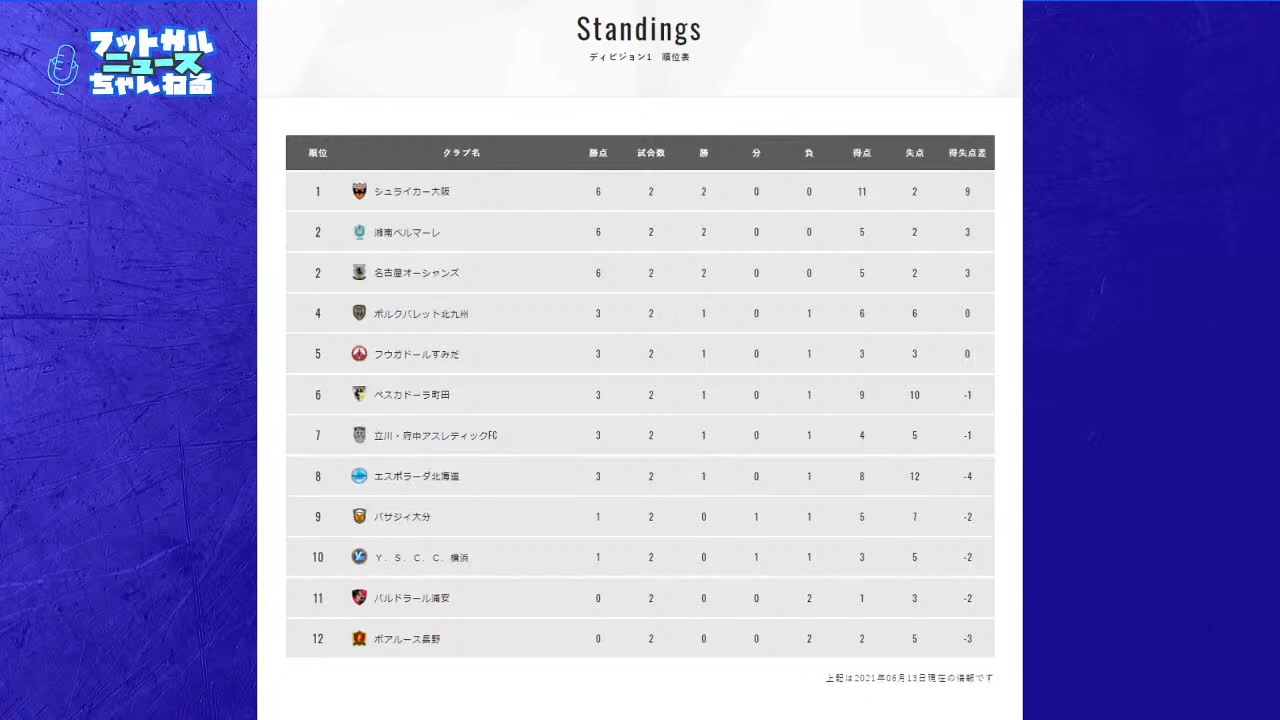 フットサル
ニュース
ちゃんねる
Standings
ディビジョン1 順位表
順位 クラブ名 勝点 試合数 勝 分 負 得点 失点 得失点差
1 シュライカー大阪 6 2 2 0 0 11 2 9
2 湘南ベルマーレ 6 2 2 0 0 5 2 3
2 名古屋オーシャンズ 6 2 2 0 0 5 2 3
4 ボルクバレット北九州 3 2 1 0 1 6 6 0
5 フウガドールすみだ 3 2 1 0 1 3 3 0
6 ペスカドーラ町田 3 2 1 0 1 9 10 -1
7 立川・府中アスレティックFC 3 2 1 0 1 4 5 -1
8 エスポラーダ北海道 3 2 1 0 1 8 12 -4
9 バサジィ大分 1 2 0 1 1 5 7 -2
10 Ｙ．Ｓ．Ｃ．Ｃ．横浜 1 2 0 1 1 3 5 -2
11 バルドラール浦安 0 2 0 0 2 1 3 -2
12 ボアルース長野 0 2 0 0 2 2 5 -3
上記は2021年06月13日現在の情報です